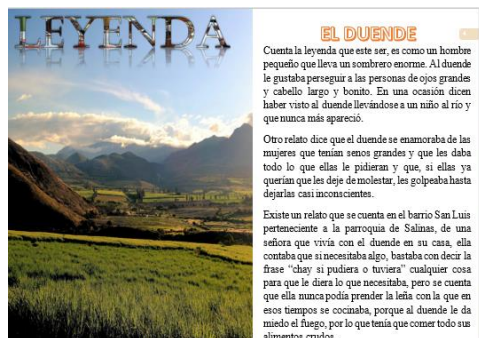 LEYENDA
EL DUENDE
Cuenta la leyenda que este ser, es como un hombre
pequeño que lleva un sombrero enorme. Al duende
le gustaba perseguir a las personas de ojos grandes
y cabello largo y bonito. En una ocasión dicen
haber visto al duende llevándose a un niño al río y
que nunca más apareció.
Otro relato dice que el duende se enamoraba de las
mujeres que tenían senos grandes y que les daba
todo lo que ellas le pidieran y que, si ellas ya
querían que les deje de molestar, les golpeaba hasta
dejarlas casi inconscientes.
Existe un relato que se cuenta en el barrio San Luis
perteneciente a la parroquia de Salinas, de una
señora que vivía con el duende en su casa, ella
contaba que si necesitaba algo, bastaba con decir la
frase “chay si pudiera o tuviera” cualquier cosa
para que le diera lo que necesitaba, pero se cuenta
que ella nunca podía prender la leña con la que en
esos tiempos se cocinaba, porque al duende le da
miedo el fuego, por lo que tenía que comer todo sus
alimentos crudos